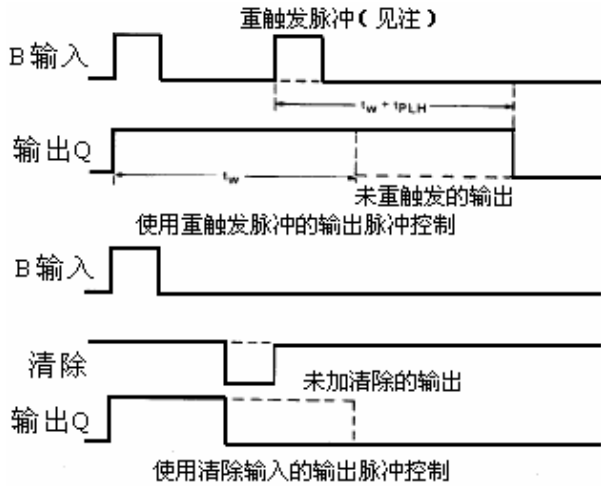 重触发脉冲(见注)
B输入
tw + tPLH
输出Q
tw
未重触发的输出
使用重触发脉冲的输出脉冲控制
B输入
清除
未加清除的输出
输出Q
使用清除输入的输出脉冲控制